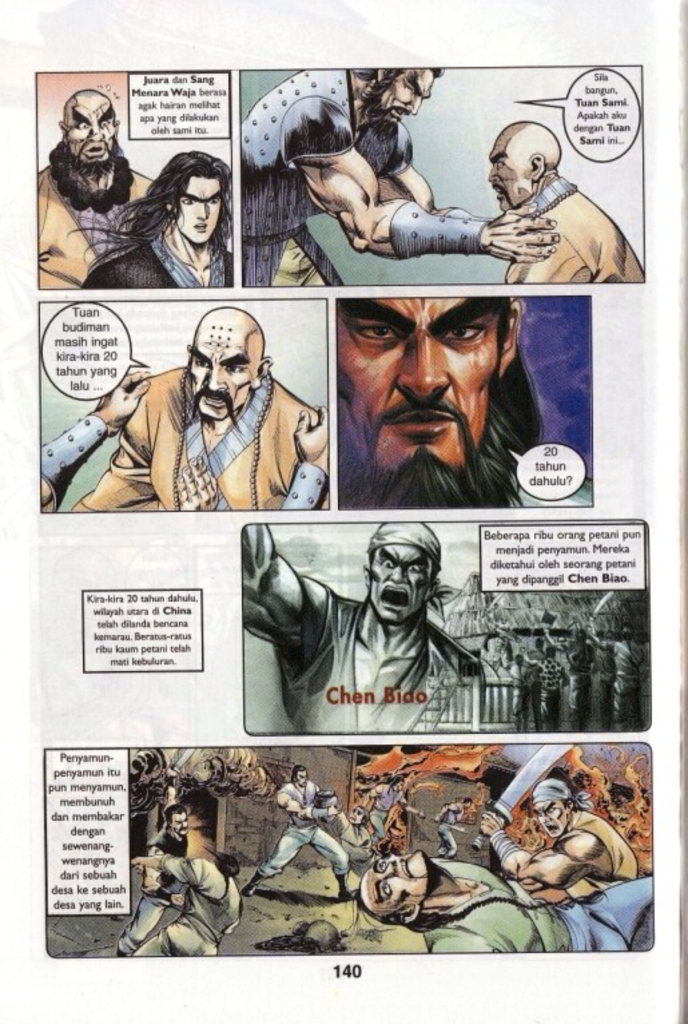 Juara dan Sang
Menara Waja berasa
agak hairan melihat
apa yang dilakukan
oleh sami itu.
Sila
bangun,
Tuan Sami.
Apakah aku
dengan Tuan
Sami ini...
Tuan
budiman
masih ingat
kira-kira 20
tahun yang
lalu ...
20
tahun
dahulu?
Kira-kira 20 tahun dahulu,
wilayah utara di China
telah dilanda bencana
kemarau. Beratus-ratus
ribu kaum petani telah
mati kebuluran.
Beberapa ribu orang petani pun
menjadi penyamun. Mereka
diketahui oleh seorang petani
yang dipanggil Chen Biao.
Chen Biao
Penyamun-
penyamun itu
pun menyamun,
membunuh
dan membakar
dengan
sewenang-
wenangnya
dari sebuah
desa ke sebuah
desa yang lain.
140